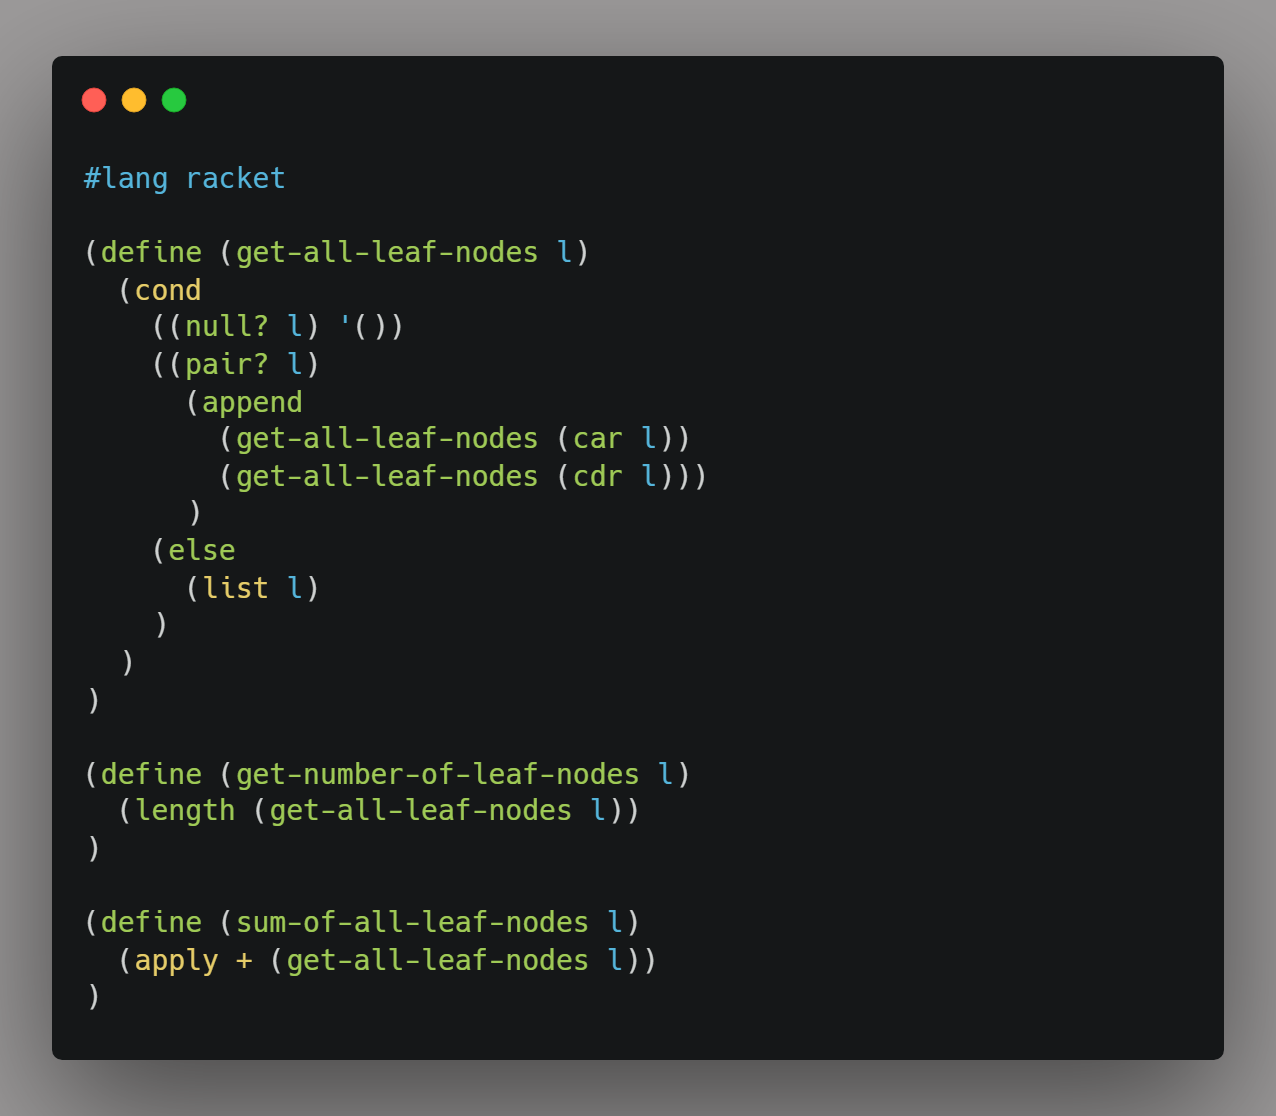 #lang racket

(define (get-all-leaf-nodes l)
  (cond
    ((null? l) '())
    ((pair? l)
      (append
        (get-all-leaf-nodes (car l))
        (get-all-leaf-nodes (cdr l)))
      )
    (else
      (list l)
    )
  )
)

(define (get-number-of-leaf-nodes l)
  (length (get-all-leaf-nodes l))
)

(define (sum-of-all-leaf-nodes l)
  (apply + (get-all-leaf-nodes l))
)